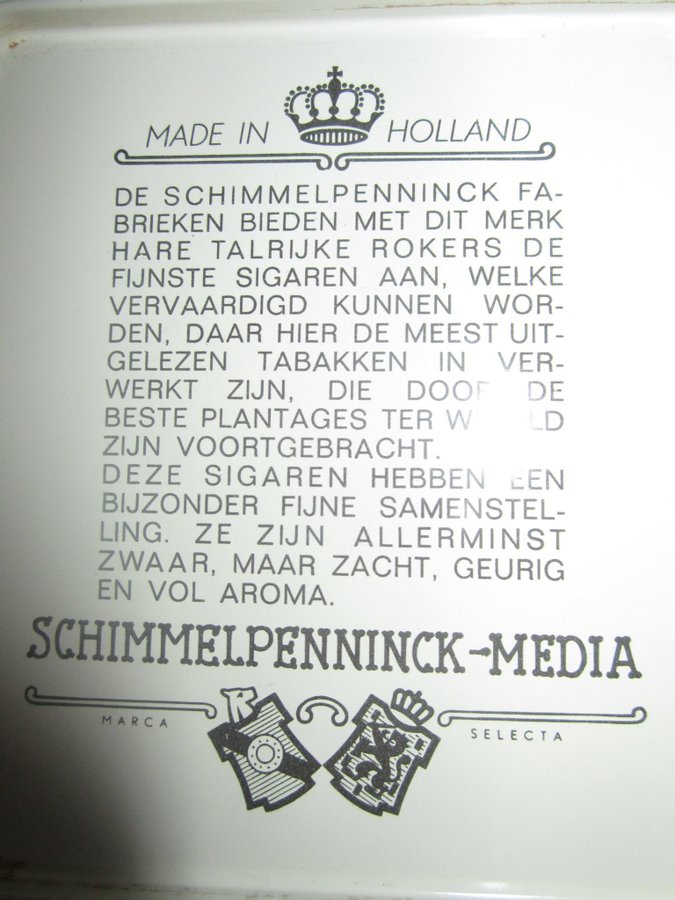 MADE IN HOLLAND
DE SCHIMMELPENNINCK FA-
BRIEKEN BIEDEN MET DIT MERK
HARE TALRIJKE ROKERS DE
FIJNSTE SIGAREN AAN, WELKE
VERVAARDIGD KUNNEN WOR-
DEN, DAAR HIER DE MEEST UIT-
GELEZEN TABAKKEN IN VER-
WERKT ZIJN, DIE DOOR DE
BESTE PLANTAGES TER
ZIJN VOORTGEBRACHT.
DEZE SIGAREN HEBBEN EEN
BIJZONDER FIJNE SAMENSTEL-
LING. ZE ZIJN ALLERMINST
ZWAAR, MAAR ZACHT, GEURIG
EN VOL AROMA.
SCHIMMELPENNINCK-MEDIA
MARCA SELECTA